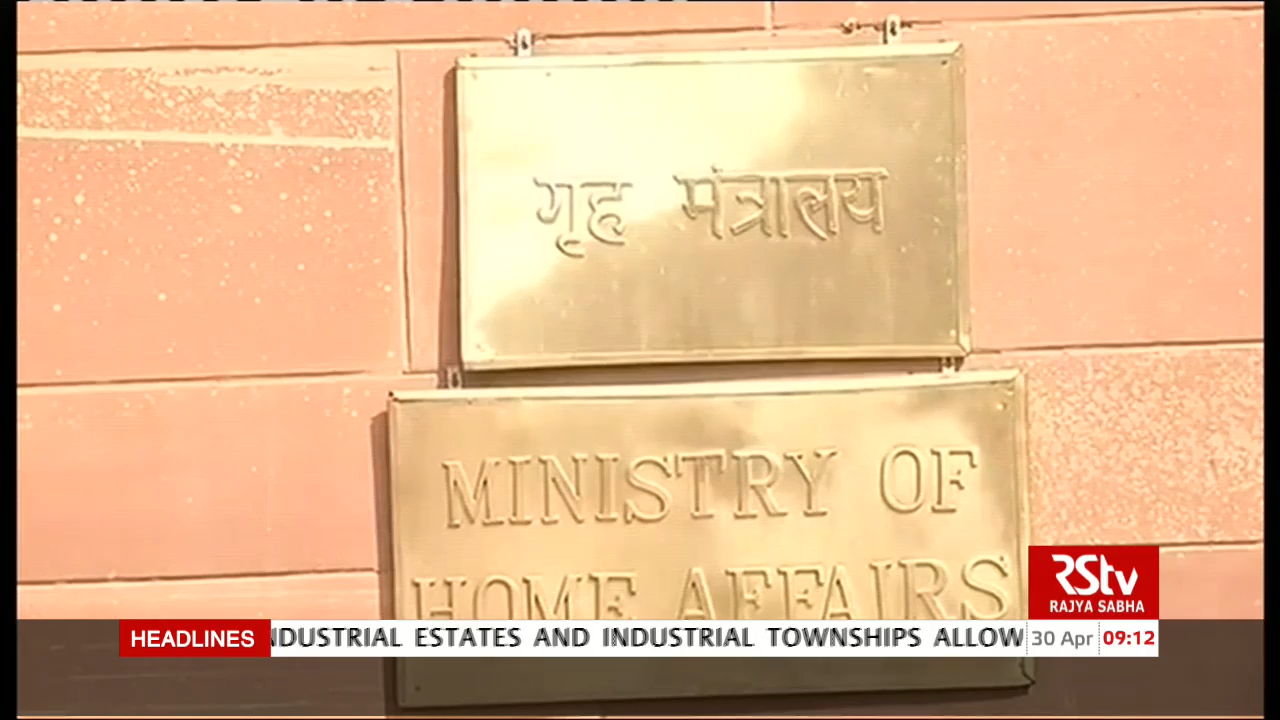 गृह मंत्रालय
MINISTRY OF
HOME AFFAIRS
RStv
RAJYA SABHA
HEADLINES
NDUSTRIAL ESTATES AND INDUSTRIAL TOWNSHIPS ALLOW
30 Apr 09:12